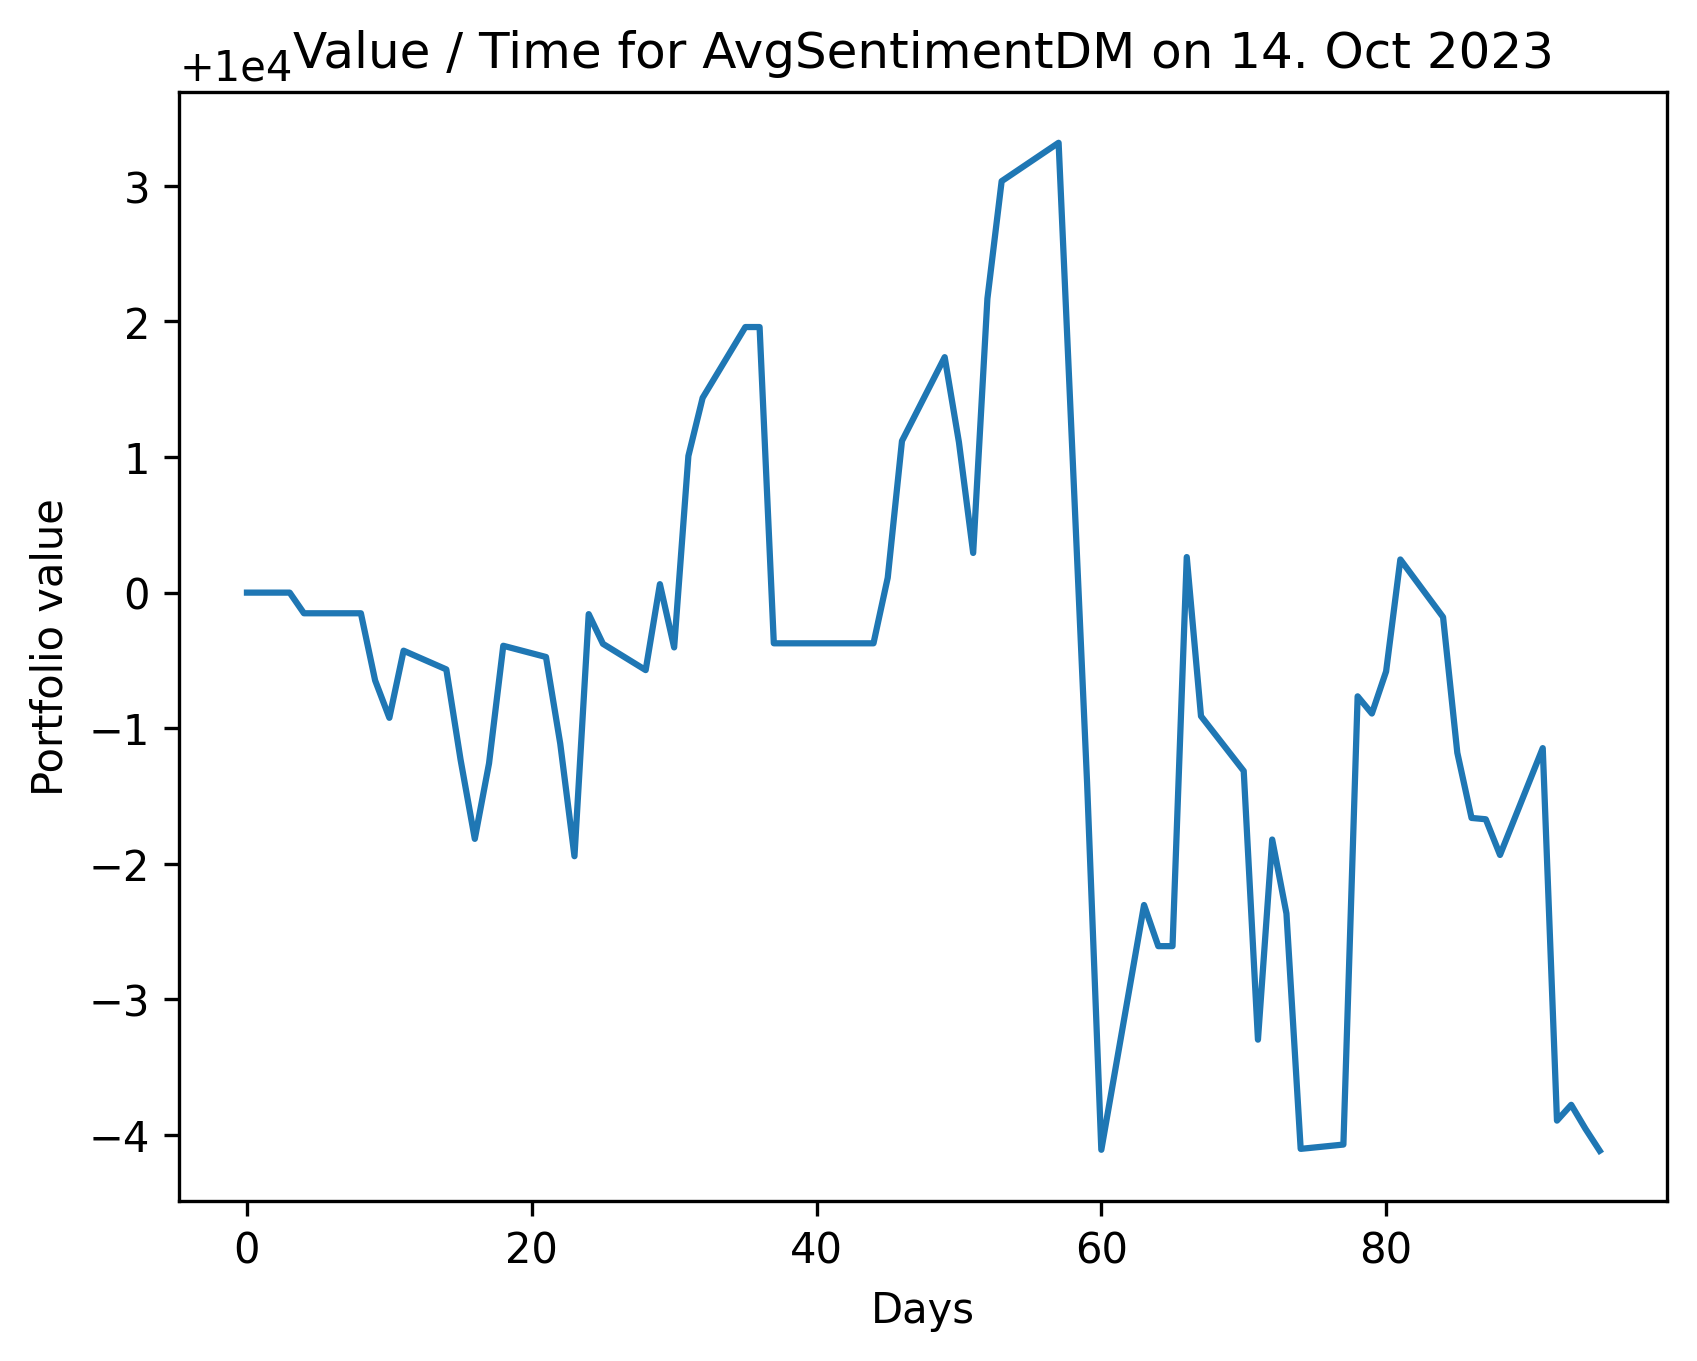 Value / Time for AvgSentimentDM on 14. Oct 2023
+1e4
3
2
1
0
−1
−2
−3
−4
Portfolio value
0 20 40 60 80
Days